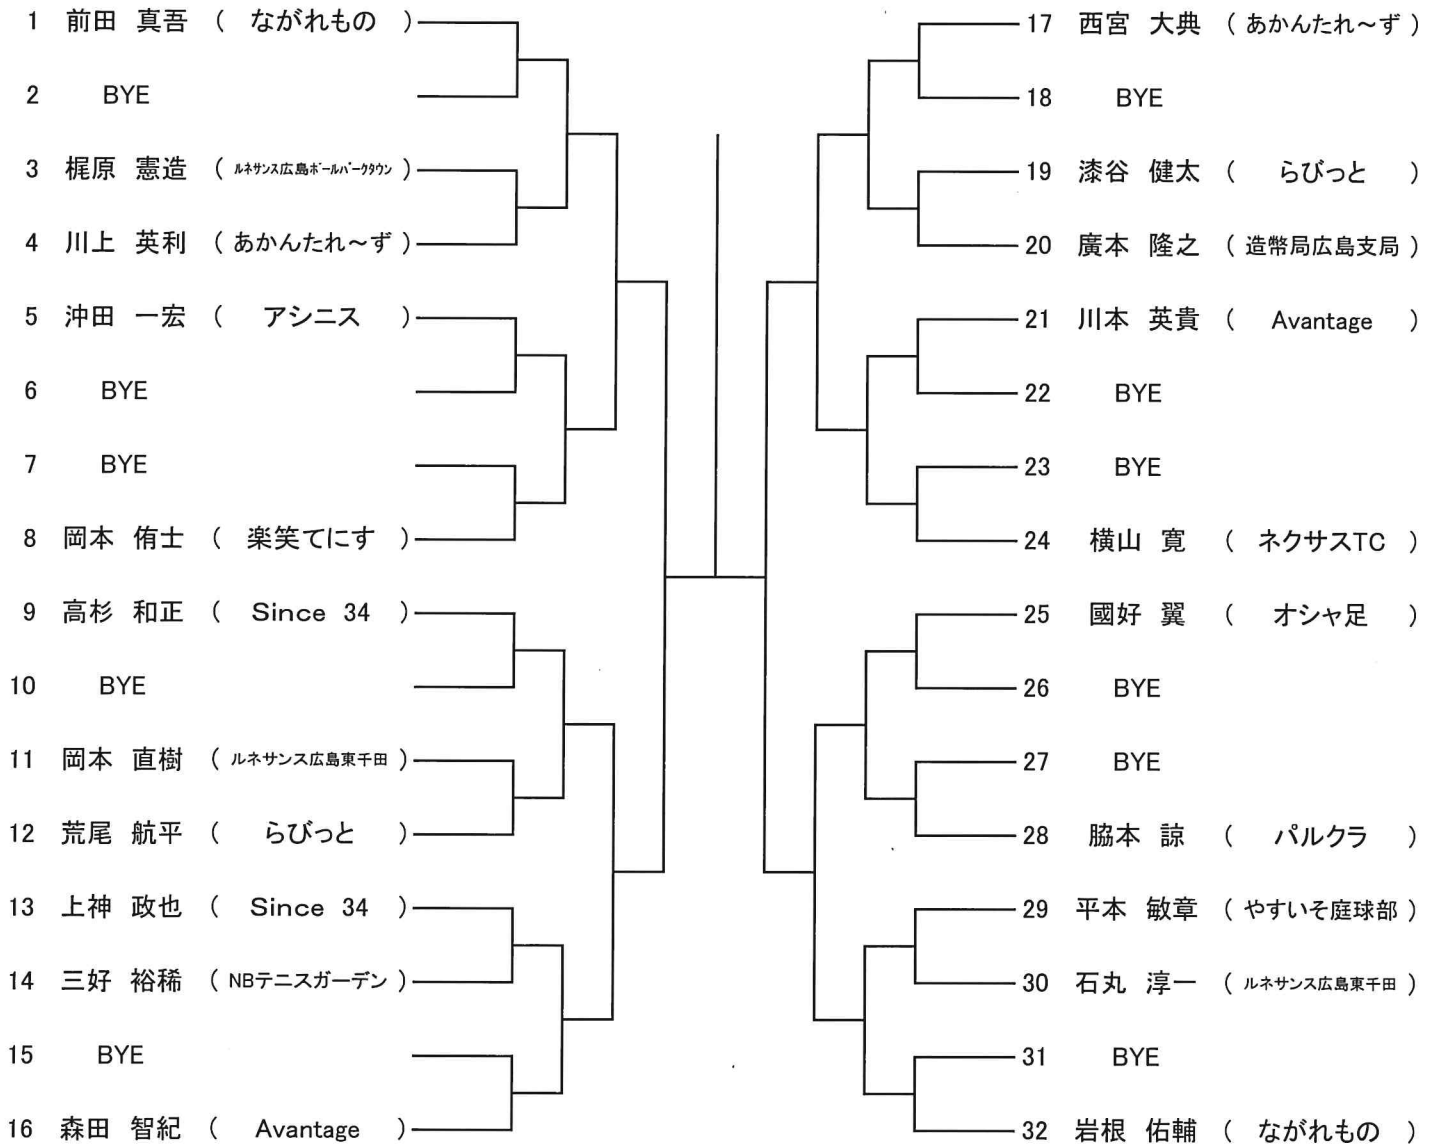 1 前田 真吾 ( ながれもの )
2 BYE
3 梶原 憲造 ( ルネサンス広島ボールパークタウン )
4 川上 英利 ( あかんたれ～ず )
5 沖田 一宏 ( アシニス )
6 BYE
7 BYE
8 岡本 侑士 ( 楽笑てにす )
9 高杉 和正 ( Since 34 )
10 BYE
11 岡本 直樹 ( ルネサンス広島東千田 )
12 荒尾 航平 ( らびっと )
13 上神 政也 ( Since 34 )
14 三好 裕稀 ( NBテニスガーデン )
15 BYE
16 森田 智紀 ( Avantage )
17 西宮 大典 ( あかんたれ～ず )
18 BYE
19 漆谷 健太 ( らびっと )
20 廣本 隆之 ( 造幣局広島支局 )
21 川本 英貴 ( Avantage )
22 BYE
23 BYE
24 横山 寛 ( ネクサスTC )
25 國好 翼 ( オシャ足 )
26 BYE
27 BYE
28 脇本 諒 ( パルクラ )
29 平本 敏章 ( やすいそ庭球部 )
30 石丸 淳一 ( ルネサンス広島東千田 )
31 BYE
32 岩根 佑輔 ( ながれもの )